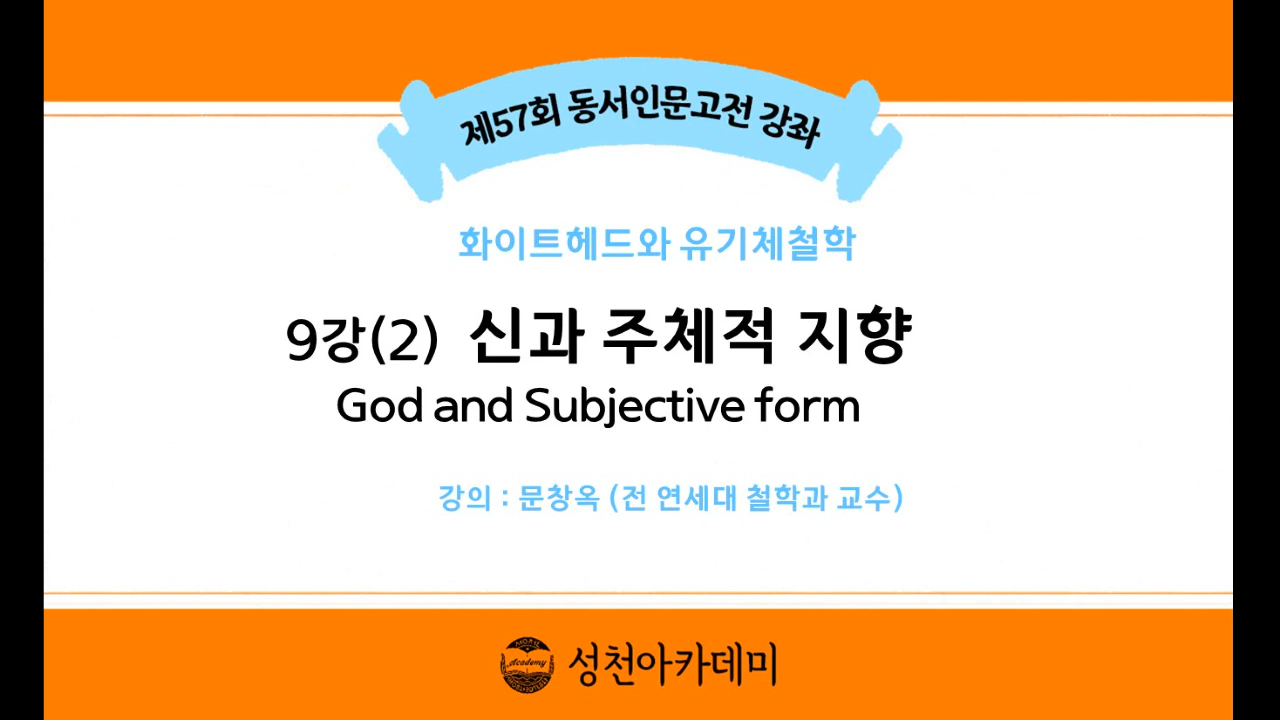 제57회 동서인문고전 강좌
화이트헤드와 유기체철학
9강(2) 신과 주체적 지향
God and Subjective form
강의 : 문창옥 (전 연세대 철학과 교수)
Academy
성천아카데미